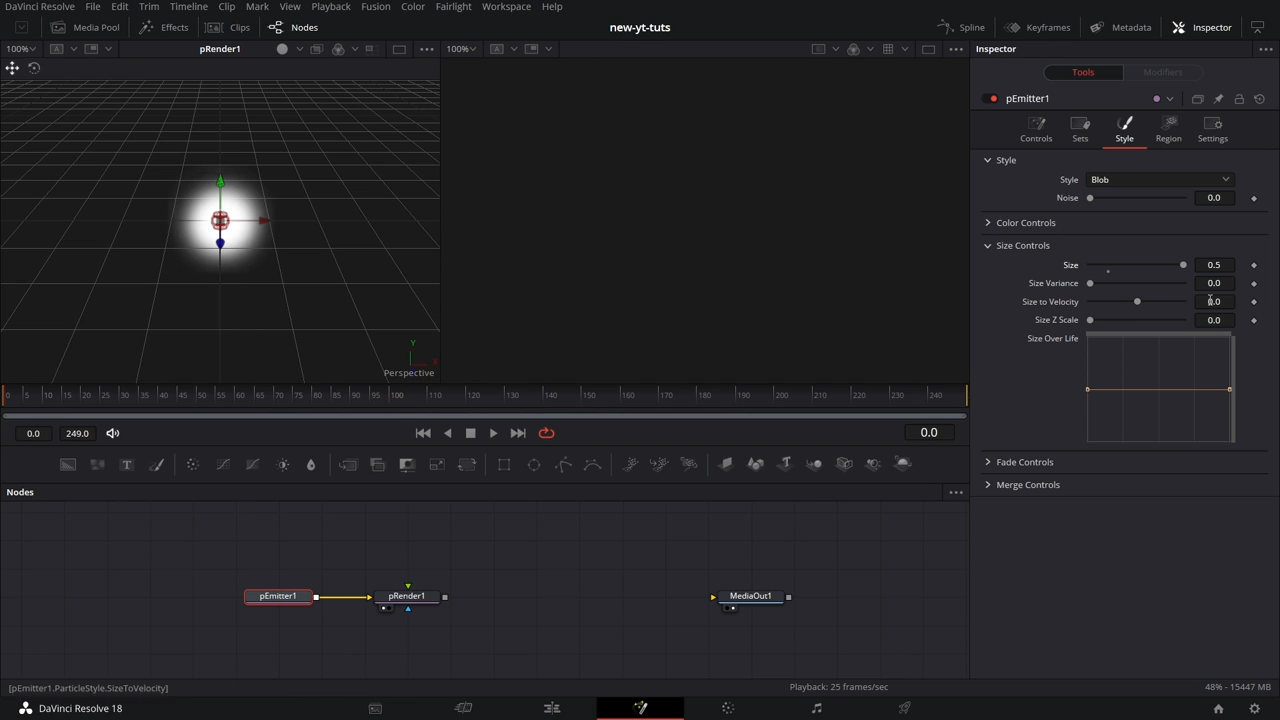 DaVinci Resolve File Edit Trim Timeline Clip Mark View Playback Fusion Color Fairlight Workspace Help
Media Pool Effects Clips Nodes new-yt-tuts Spline Keyframes Metadata Inspector
100% pRender1 100% Inspector
Tools Modifiers
pEmitter1
Controls Sets Style Region Settings
Style
Style Blob
Noise 0.0
Color Controls
Size Controls
Size 0.5
Size Variance 0.0
Size to Velocity 0.0
Size Z Scale 0.0
Size Over Life
Y
Perspective
0 5 10 15 20 25 30 35 40 45 50 55 60 65 70 75 80 85 90 95 100 110 120 130 140 150 160 170 180 190 200 210 220 230 240
0.0 249.0 0.0
Fade Controls
Merge Controls
Nodes
pEmitter1 pRender1 MediaOut1
[pEmitter1.ParticleStyle.SizeToVelocity] Playback: 25 frames/sec 48% - 15447 MB
DaVinci Resolve 18